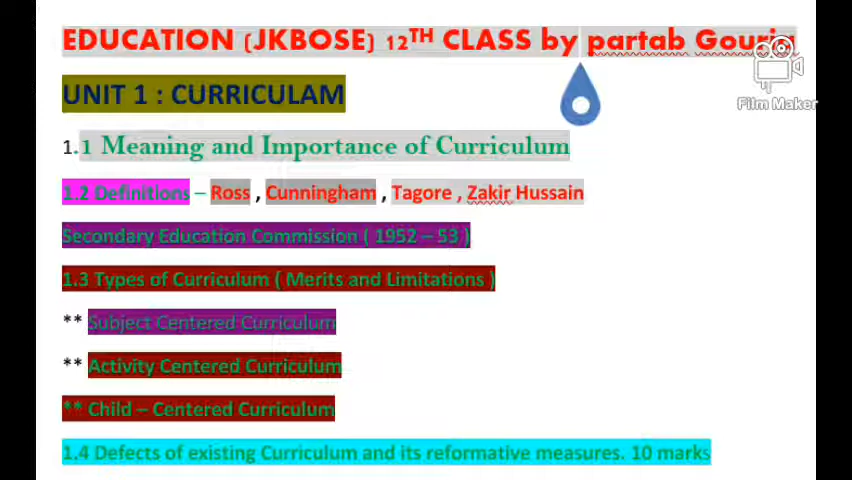 EDUCATION (JKBOSE) 12TH CLASS by partab Gouria
Film Maker
UNIT 1 : CURRICULAM
1.1 Meaning and Importance of Curriculum
1.2 Definitions – Ross , Cunningham , Tagore , Zakir Hussain
Secondary Education Commission ( 1952 – 53 )
1.3 Types of Curriculum ( Merits and Limitations )
** Subject Centered Curriculum
** Activity Centered Curriculum
** Child – Centered Curriculum
1.4 Defects of existing Curriculum and its reformative measures. 10 marks